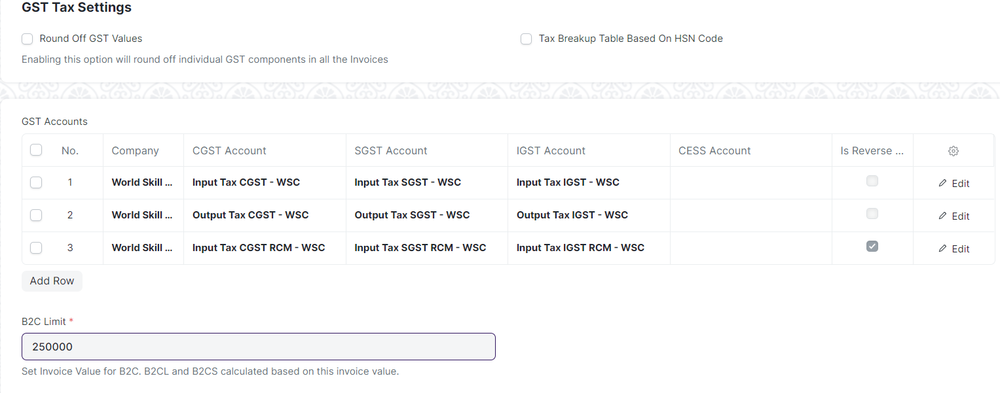 GST Tax Settings
Round Off GST Values
Tax Breakup Table Based On HSN Code
Enabling this option will round off individual GST components in all the Invoices
GST Accounts
No. Company CGST Account SGST Account IGST Account CESS Account Is Reverse ...
1 World Skill ... Input Tax CGST - WSC Input Tax SGST - WSC Input Tax IGST - WSC Edit
2 World Skill ... Output Tax CGST - WSC Output Tax SGST - WSC Output Tax IGST - WSC Edit
3 World Skill ... Input Tax CGST RCM - WSC Input Tax SGST RCM - WSC Input Tax IGST RCM - WSC Edit
Add Row
B2C Limit *
250000
Set Invoice Value for B2C. B2CL and B2CS calculated based on this invoice value.